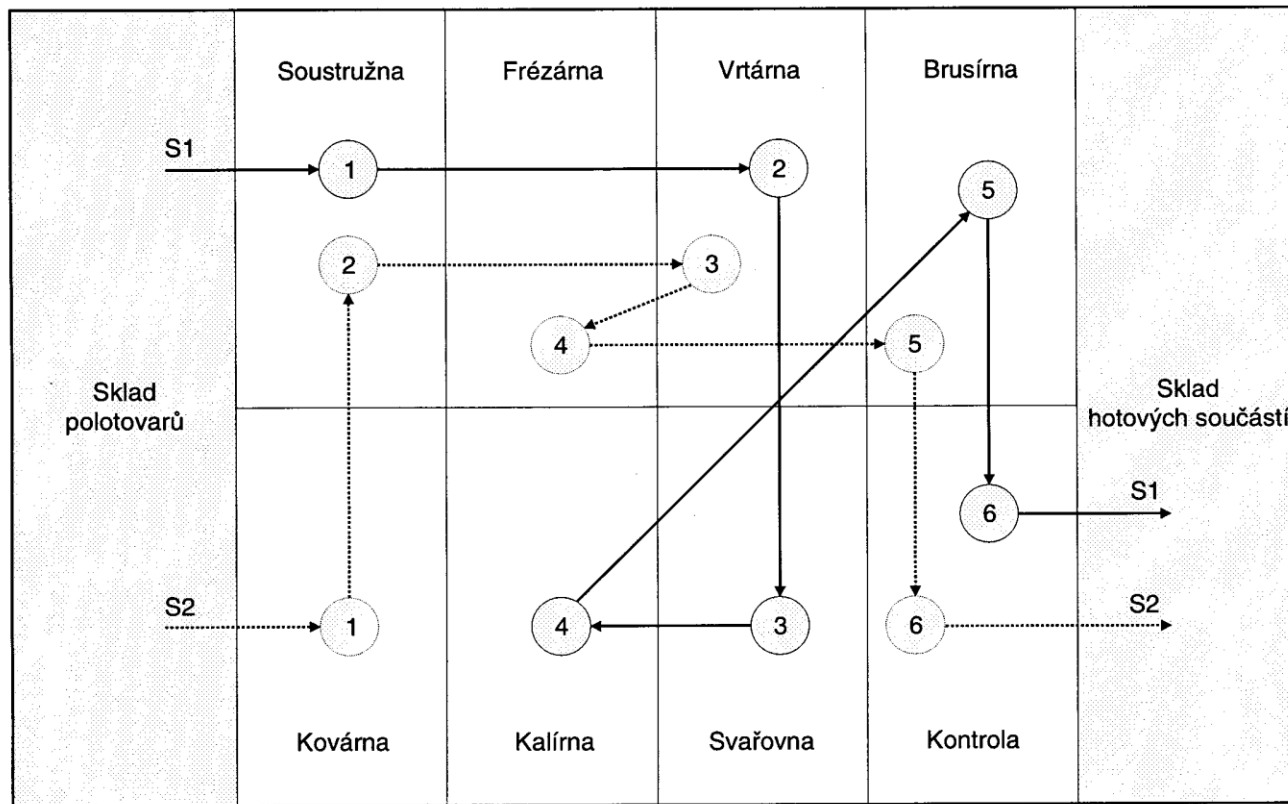 Soustružna
Frézárna
Vrtárna
Brusírna
S1
1
2
5
2
3
4
5
Sklad
polotovarů
Sklad
hotových součástí
6
S1
S2
1
4
3
6
S2
Kovárna
Kalírna
Svařovna
Kontrola